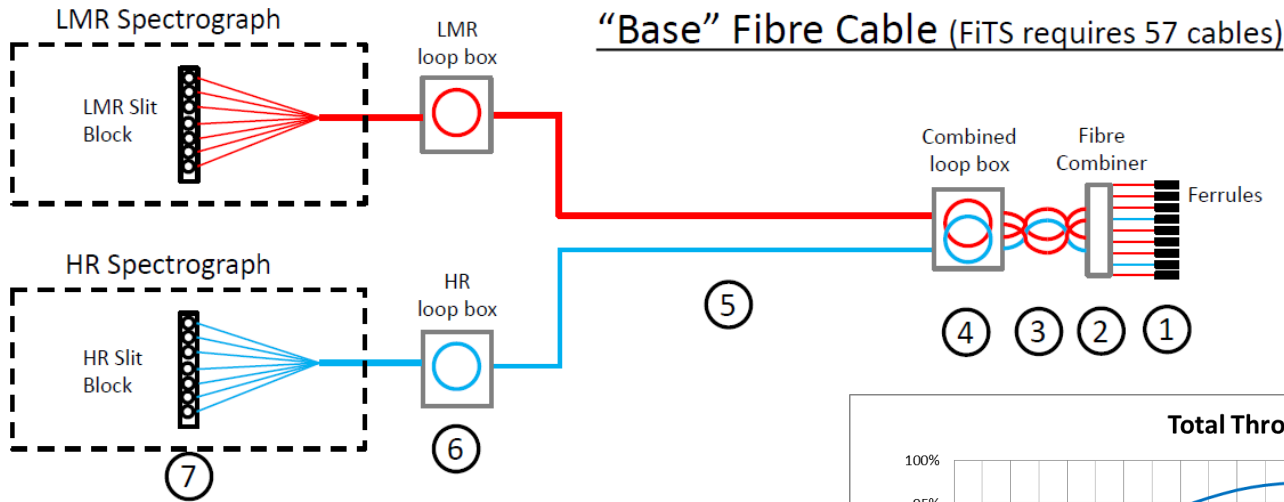 LMR Spectrograph
"Base" Fibre Cable (FiTS requires 57 cables)
LMR
loop box
LMR Slit
Block
Combined
loop box
Fibre
Combiner
Ferrules
HR Spectrograph
HR
loop box
HR Slit
Block
5
4
3
2
1
6
7
Total Thro
100%
95%